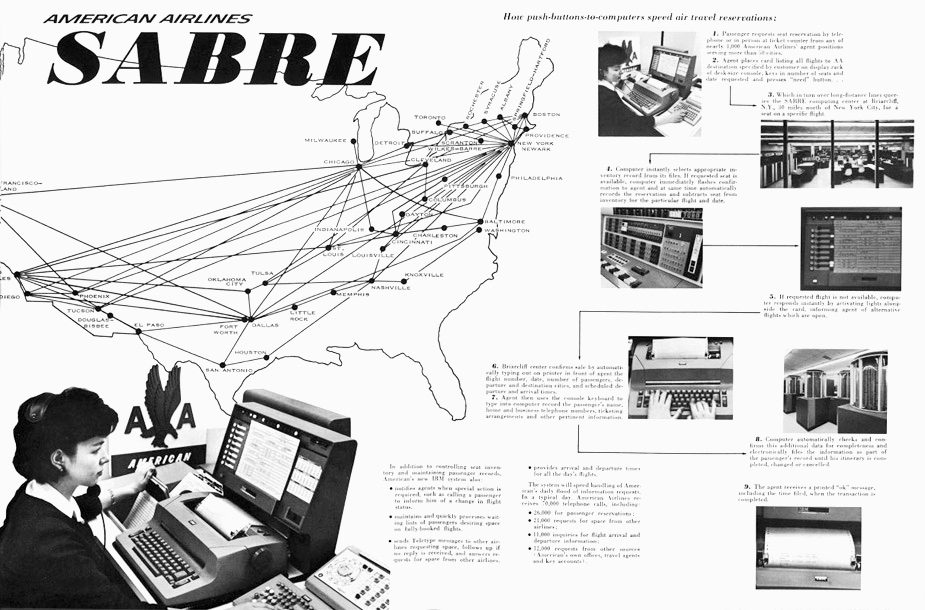 AMERICAN AIRLINES
SABRE
How push-buttons-to-computers speed air travel reservations:
1. Passenger requests seat reservation by tele-
phone or in person at ticket counter from any of
nearly 1,000 American Airlines' agent positions
serving more than 50 cities.
2. Agent places card listing all flights to AA
destination specified by customer on display rack
of desk-size console, keys in number of seats and
date requested and presses "need" button. . .
3. Which in turn over long-distance lines quer-
ies the SABRE computing center at Briarcliff,
N.Y., 30 miles north of New York City, for a
seat on a specific flight.
4. Computer instantly selects appropriate in-
ventory record from its files. If requested seat is
available, computer immediately flashes confir-
mation to agent and at same time automatically
records the reservation and subtracts seat from
inventory for the particular flight and date.
5. If requested flight is not available, compu-
ter responds instantly by activating lights along-
side the card, informing agent of alternative
flights which are open.
6. Briarcliff center confirms sale by automati-
cally typing out on printer in front of agent the
flight number, date, number of passengers, de-
parture and destination cities, and scheduled de-
parture and arrival times.
7. Agent then uses the console keyboard to
type into computer record the passenger's name,
home and business telephone numbers, ticketing
arrangements and other pertinent information.
8. Computer automatically checks and con-
firms this additional data for completeness and
electronically files the information as part of
the passenger's record until his itinerary is com-
pleted, changed or cancelled.
9. The agent receives a printed "ok" message,
including the time filed, when the transaction is
completed.
TORONTO
ROCHESTER
SYRACUSE
ALBANY
SPRINGFIELD-HARTFORD
BOSTON
BUFFALO
PROVIDENCE
MILWAUKEE
DETROIT
SCRANTON
WILKES-BARRE
NEW YORK
NEWARK
CHICAGO
CLEVELAND
PHILADELPHIA
RANCISCO-
LAND
PITTSBURGH
COLUMBUS
DAYTON
BALTIMORE
INDIANAPOLIS
CHARLESTON
WASHINGTON
CINCINNATI
ST.
LOUIS
LOUISVILLE
LES
TULSA
KNOXVILLE
OKLAHOMA
CITY
NASHVILLE
DIEGO
PHOENIX
MEMPHIS
TUCSON
LITTLE
ROCK
DOUGLAS-
BISBEE
EL PASO
FORT
WORTH
DALLAS
HOUSTON
SAN ANTONIO
A A
AMERICAN
In addition to controlling seat inven-
tory and maintaining passenger records,
American's new IBM system also:
• notifies agents when special action is
required, such as calling a passenger
to inform him of a change in flight
status.
• maintains and quickly processes wait-
ing lists of passengers desiring space
on fully-booked flights.
• sends Teletype messages to other air-
lines requesting space, follows up if
no reply is received, and answers re-
quests for space from other airlines.
• provides arrival and departure times
for all the day's flights.
The system will speed handling of Amer-
ican's daily flood of information requests.
In a typical day American Airlines re-
ceives 70,000 telephone calls, including:
• 26,000 for passenger reservations;
• 21,000 requests for space from other
airlines;
• 11,000 inquiries for flight arrival and
departure information;
• 12,000 requests from other sources
(American's own offices, travel agents
and key accounts).